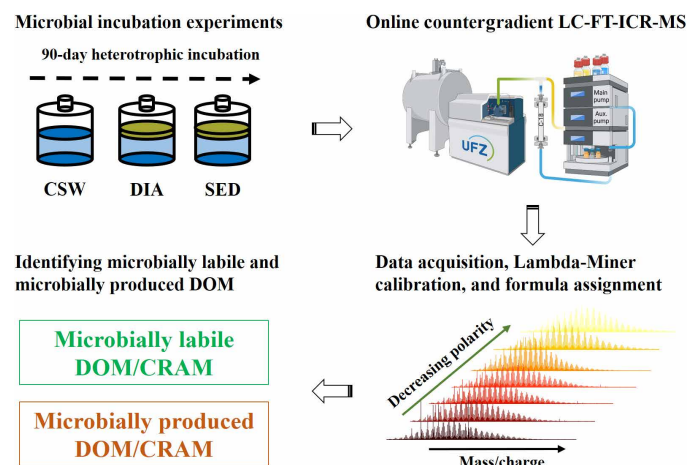 Microbial incubation experiments
90-day heterotrophic incubation
CSW DIA SED
Online countergradient LC-FT-ICR-MS
UFZ
C-18
Main
pump
Aux.
pump
Data acquisition, Lambda-Miner
calibration, and formula assignment
Decreasing polarity
Mass/charge
Identifying microbially labile and
microbially produced DOM
Microbially labile
DOM/CRAM
Microbially produced
DOM/CRAM